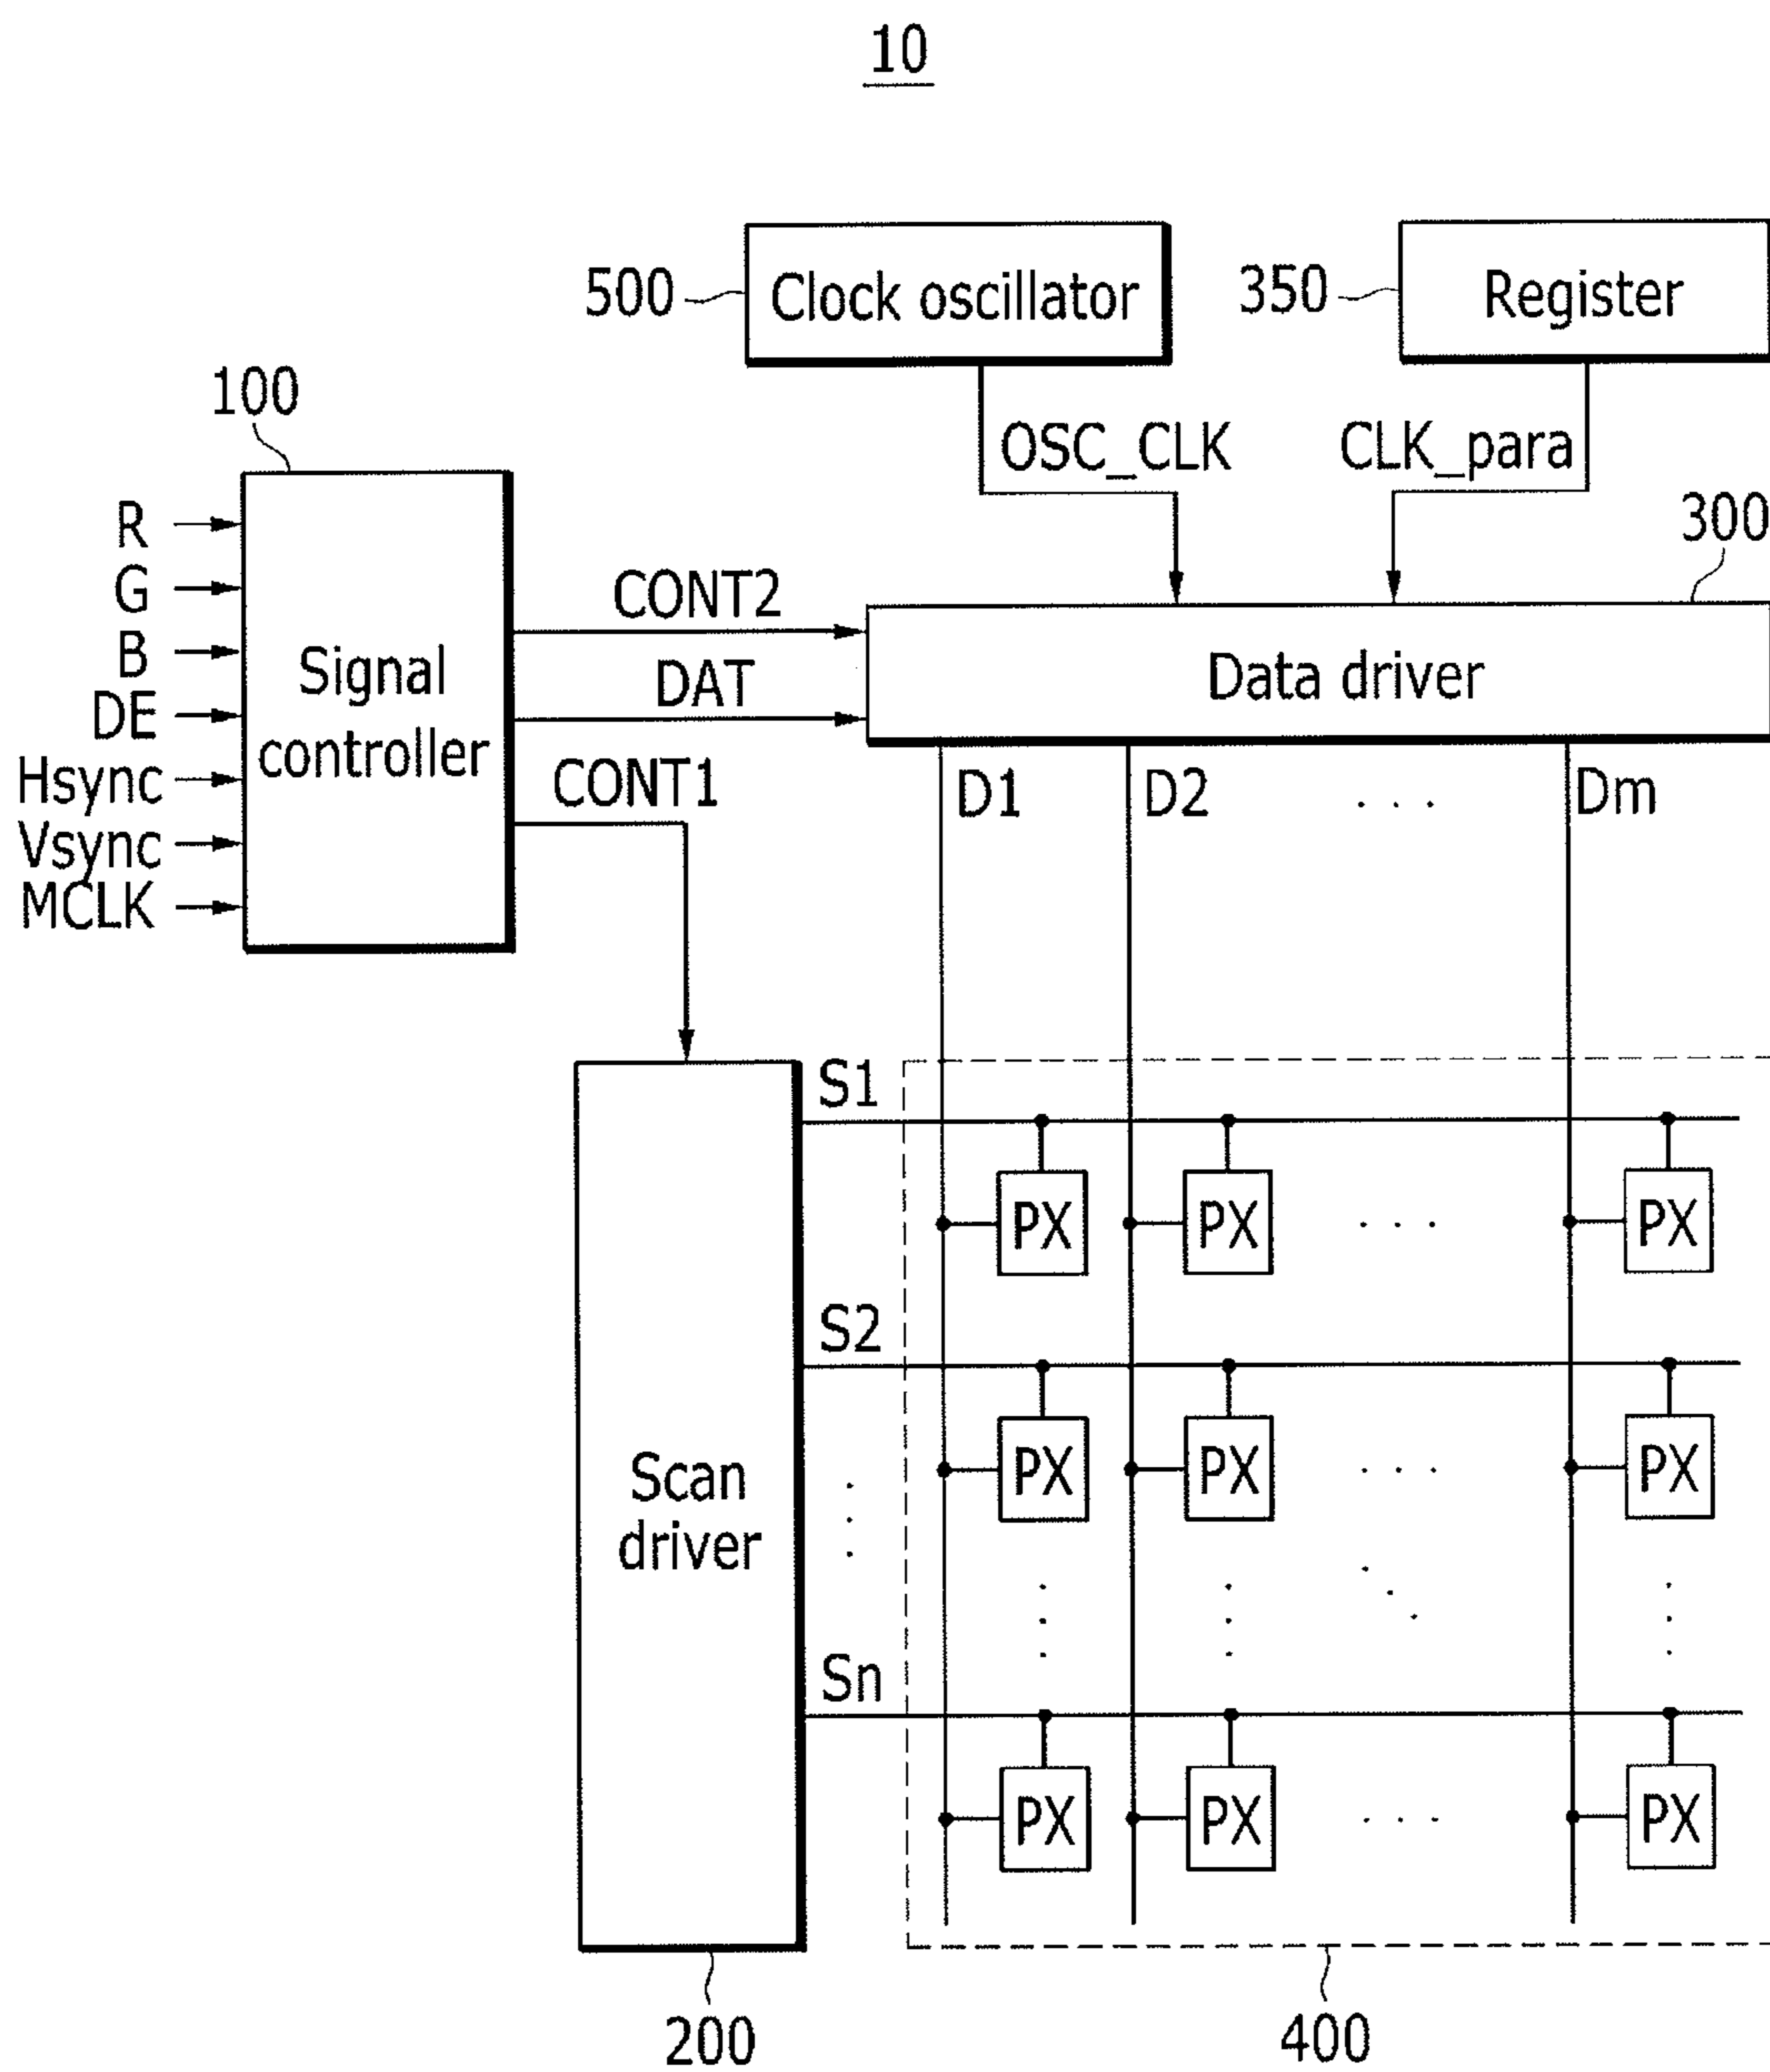 10
500
Clock oscillator
350
Register
100
OSC_CLK
CLK_para
300
R
G
B
DE
Hsync
Vsync
MCLK
Signal
controller
CONT2
DAT
CONT1
Data driver
D1
D2
. . .
Dm
S1
PX
PX
. . .
PX
S2
PX
PX
. . .
PX
Scan
driver
Sn
PX
PX
. . .
PX
200
400